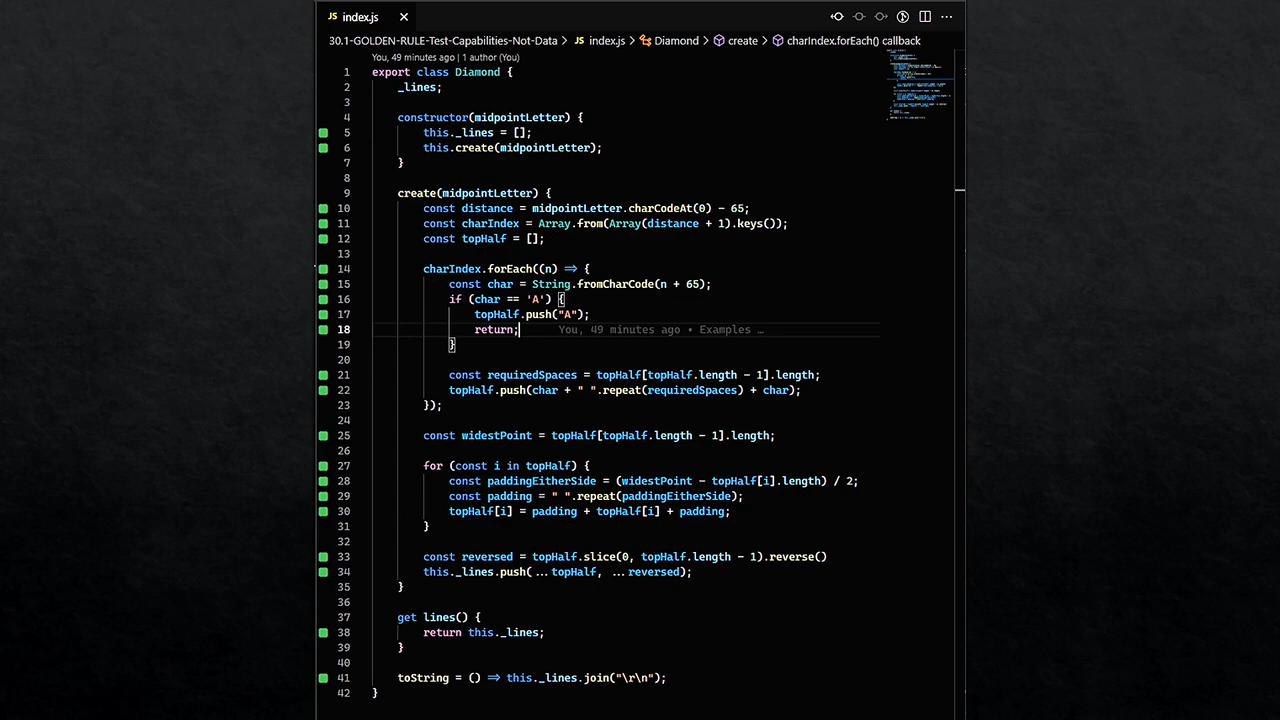 JS index.js
30.1-GOLDEN-RULE-Test-Capabilities-Not-Data > JS index.js > Diamond > create > charIndex.forEach() callback
You, 49 minutes ago | 1 author (You)
1 export class Diamond {
2 _lines;
3
4 constructor(midpointLetter) {
5 this._lines = [];
6 this.create(midpointLetter);
7 }
8
9 create(midpointLetter) {
10 const distance = midpointLetter.charCodeAt(0) - 65;
11 const charIndex = Array.from(Array(distance + 1).keys());
12 const topHalf = [];
13
14 charIndex.forEach((n) => {
15 const char = String.fromCharCode(n + 65);
16 if (char == 'A') {
17 topHalf.push("A");
18 return; You, 49 minutes ago • Examples …
19 }
20
21 const requiredSpaces = topHalf[topHalf.length - 1].length;
22 topHalf.push(char + " ".repeat(requiredSpaces) + char);
23 });
24
25 const widestPoint = topHalf[topHalf.length - 1].length;
26
27 for (const i in topHalf) {
28 const paddingEitherSide = (widestPoint - topHalf[i].length) / 2;
29 const padding = " ".repeat(paddingEitherSide);
30 topHalf[i] = padding + topHalf[i] + padding;
31 }
32
33 const reversed = topHalf.slice(0, topHalf.length - 1).reverse()
34 this._lines.push(...topHalf, ...reversed);
35 }
36
37 get lines() {
38 return this._lines;
39 }
40
41 toString = () => this._lines.join("\r\n");
42 }